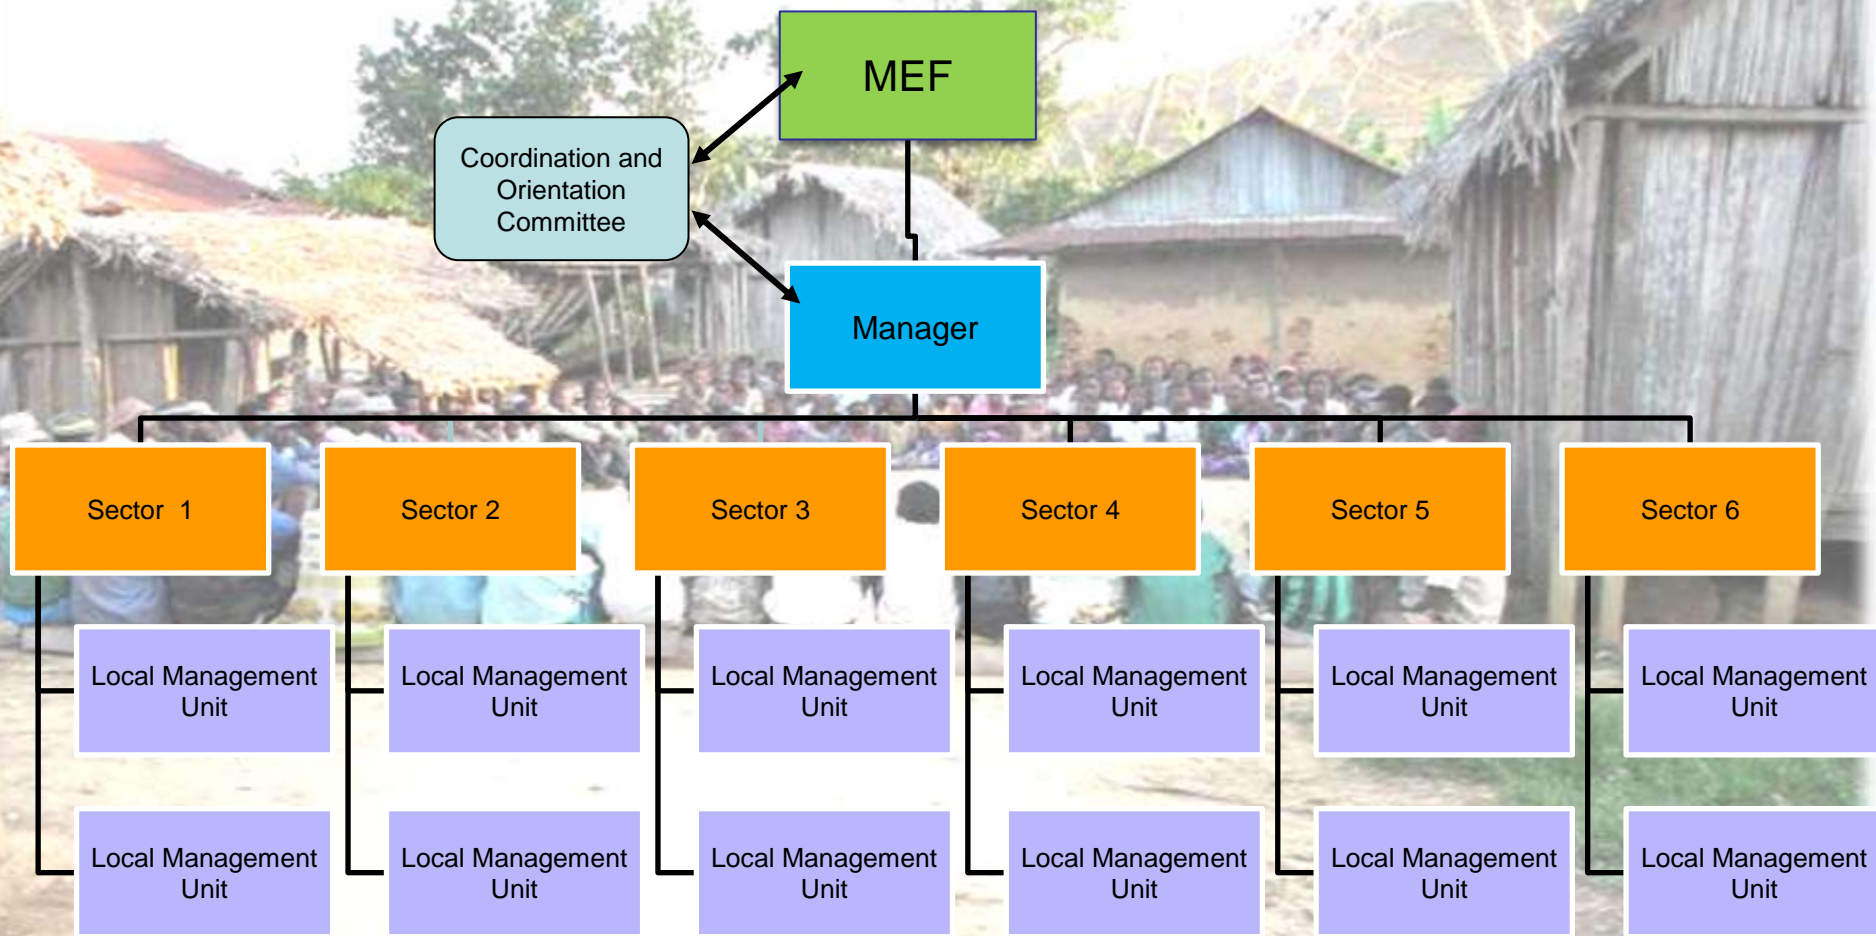 MEF
Coordination and
Orientation
Committee
Manager
Sector  1
Sector 2
Sector 3
Sector 4
Sector 5
Sector 6
Local Management
Unit
Local Management
Unit
Local Management
Unit
Local Management
Unit
Local Management
Unit
Local Management
Unit
Local Management
Unit
Local Management
Unit
Local Management
Unit
Local Management
Unit
Local Management
Unit
Local Management
Unit